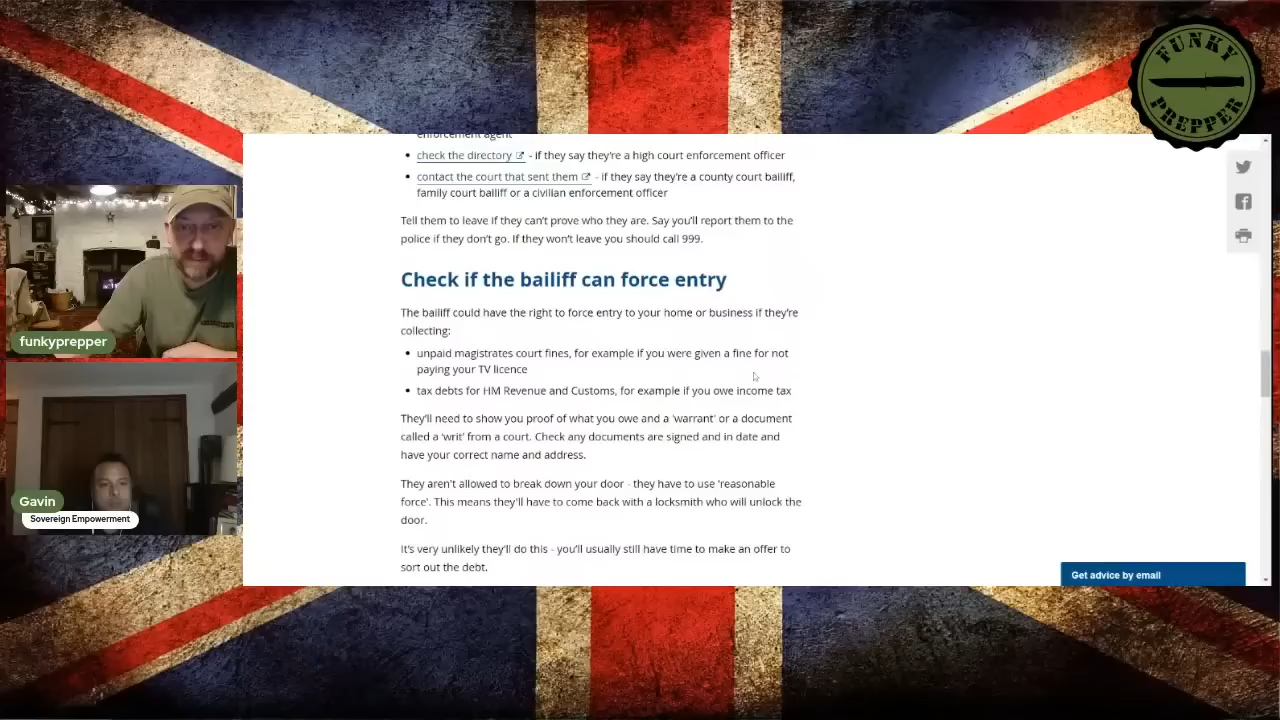 FUNKY
PREPPER
enforcement agent
check the directory - if they say they're a high court enforcement officer
contact the court that sent them - if they say they're a county court bailiff,
family court bailiff or a civilian enforcement officer
Tell them to leave if they can't prove who they are. Say you'll report them to the
police if they don't go. If they won't leave you should call 999.
Check if the bailiff can force entry
The bailiff could have the right to force entry to your home or business if they're
collecting:
unpaid magistrates court fines, for example if you were given a fine for not
paying your TV licence
tax debts for HM Revenue and Customs, for example if you owe income tax
They'll need to show you proof of what you owe and a 'warrant' or a document
called a 'writ' from a court. Check any documents are signed and in date and
have your correct name and address.
They aren't allowed to break down your door - they have to use 'reasonable
force'. This means they'll have to come back with a locksmith who will unlock the
door.
It's very unlikely they'll do this - you'll usually still have time to make an offer to
sort out the debt.
Get advice by email
funkyprepper
Gavin
Sovereign Empowerment